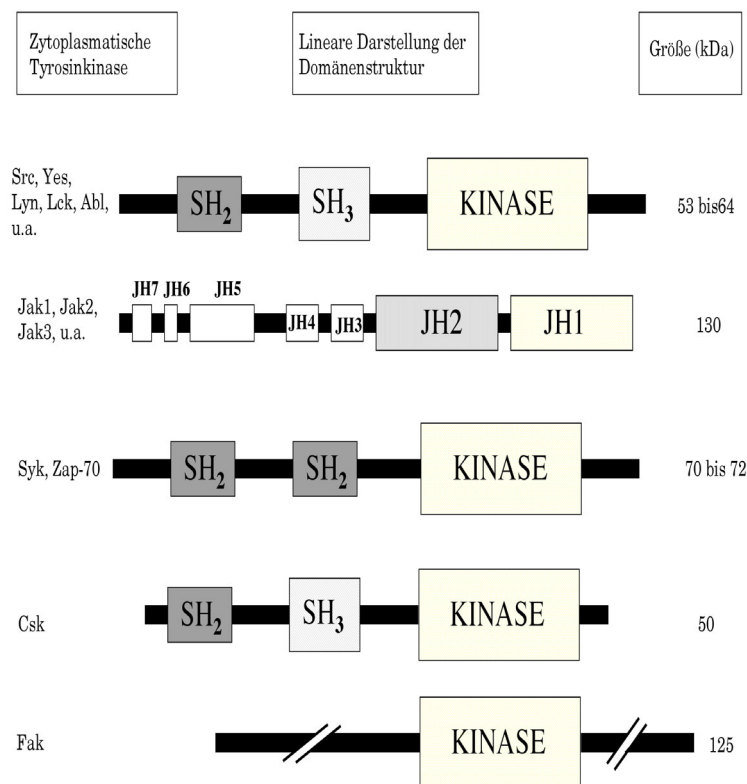 Zytoplasmatische
Tyrosinkinase
Lineare Darstellung der
Domänenstruktur
Größe (kDa)
Src, Yes,
Lyn, Lck, Abl,
u.a.
SH2
SH3
KINASE
53 bis64
Jak1, Jak2,
Jak3, u.a.
JH7
JH6
JH5
JH4
JH3
JH2
JH1
130
Syk, Zap-70
SH2
SH2
KINASE
70 bis 72
Csk
SH2
SH3
KINASE
50
Fak
KINASE
125